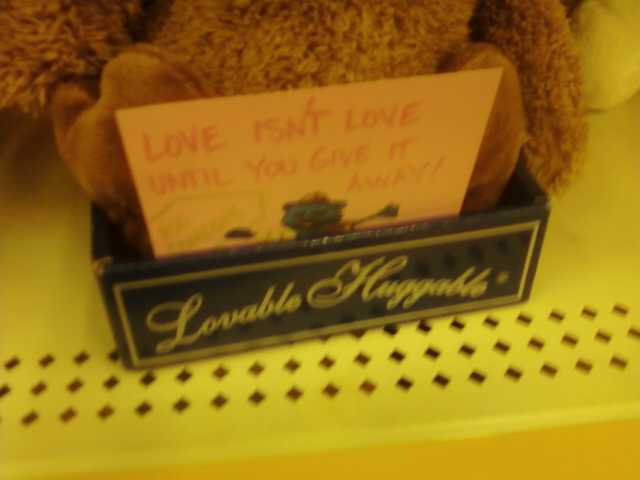 LOVE ISN'T LOVE
UNTIL YOU GIVE IT
AWAY!
Lovable Huggable